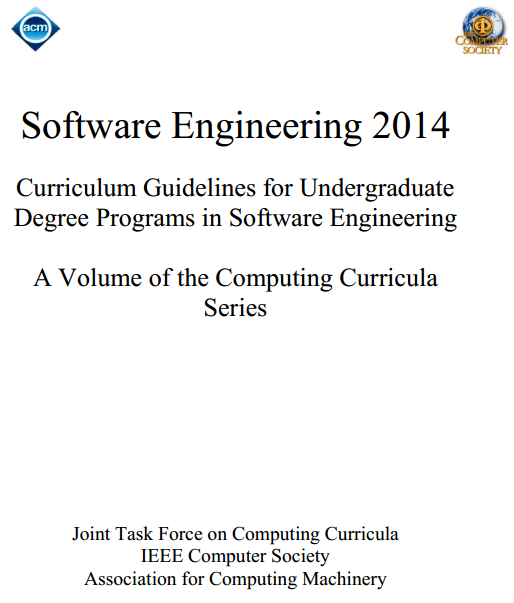 acm
THE
COMPUTER
SOCIETY
Software Engineering 2014
Curriculum Guidelines for Undergraduate
Degree Programs in Software Engineering
A Volume of the Computing Curricula
Series
Joint Task Force on Computing Curricula
IEEE Computer Society
Association for Computing Machinery